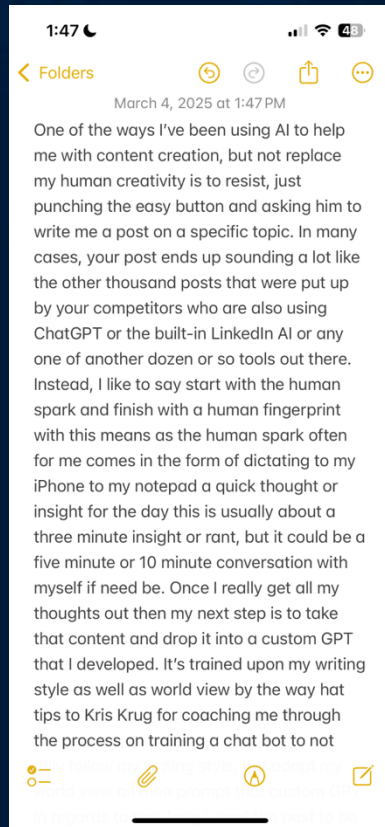 1:47
48
Folders
March 4, 2025 at 1:47 PM
One of the ways I've been using AI to help
me with content creation, but not replace
my human creativity is to resist, just
punching the easy button and asking him to
write me a post on a specific topic. In many
cases, your post ends up sounding a lot like
the other thousand posts that were put up
by your competitors who are also using
ChatGPT or the built-in LinkedIn AI or any
one of another dozen or so tools out there.
Instead, I like to say start with the human
spark and finish with a human fingerprint
with this means as the human spark often
for me comes in the form of dictating to my
iPhone to my notepad a quick thought or
insight for the day this is usually about a
three minute insight or rant, but it could be a
five minute or 10 minute conversation with
myself if need be. Once I really get all my
thoughts out then my next step is to take
that content and drop it into a custom GPT
that I developed. It's trained upon my writing
style as well as world view by the way hat
tips to Kris Krug for coaching me through
the process on training a chat bot to not